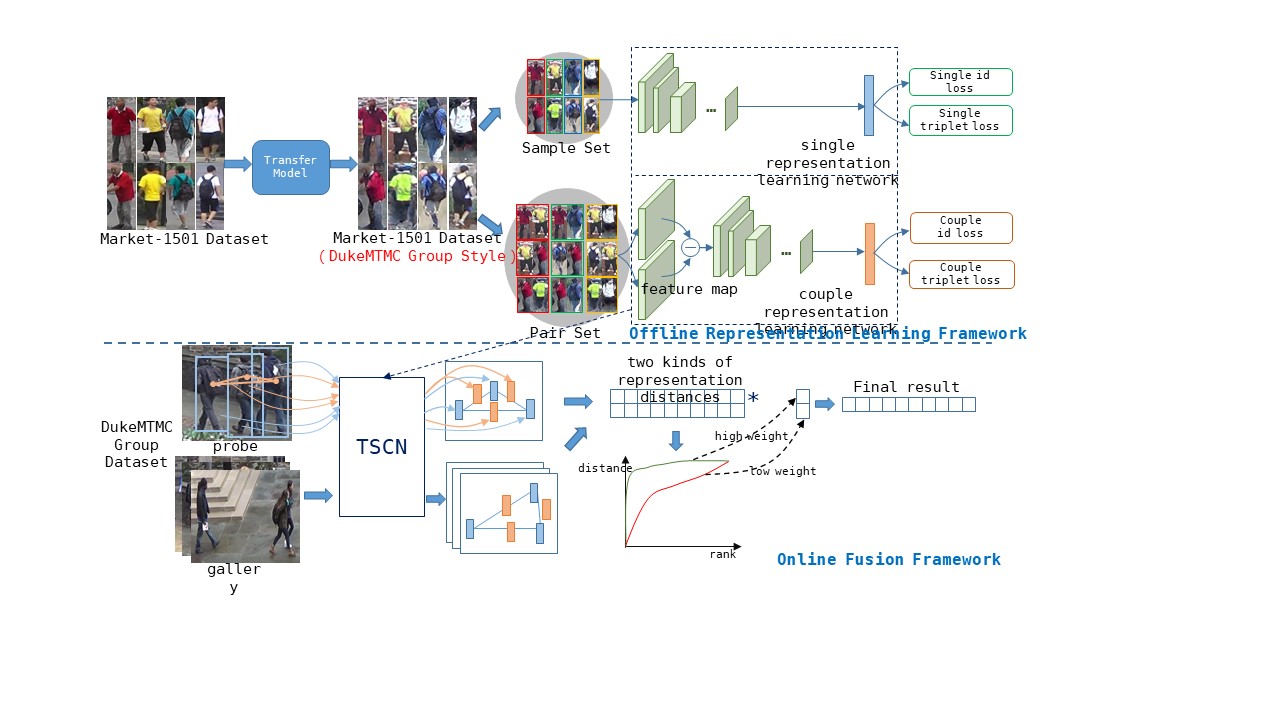 Single id
loss
Single
triplet loss
...
Sample Set
single
representation
learning network
Transfer
Model
Market-1501 Dataset
Market-1501 Dataset
(DukeMTMC Group Style)
Couple
id loss
Couple
triplet loss
...
feature map
couple
representation
learning network
Pair Set
Offline Representation Learning Framework
two kinds of
representation
distances
*
Final result
DukeMTMC
Group
Dataset
probe
TSCN
high weight
low weight
distance
rank
galler
y
Online Fusion Framework